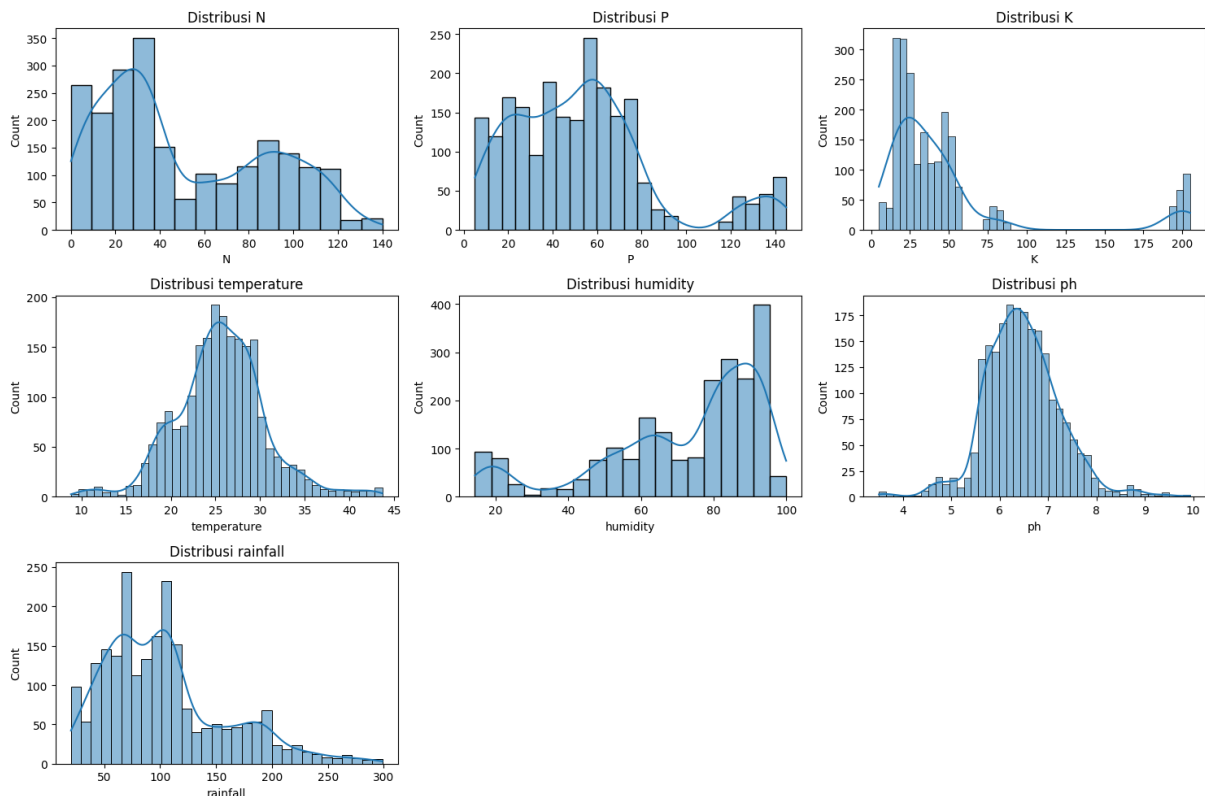 Distribusi N
350
300
250
200
150
100
50
0
Count
0 20 40 60 80 100 120 140
N
Distribusi P
250
200
150
100
50
0
Count
0 20 40 60 80 100 120 140
P
Distribusi K
300
250
200
150
100
50
0
Count
0 25 50 75 100 125 150 175 200
K
Distribusi temperature
200
150
100
50
0
Count
10 15 20 25 30 35 40 45
temperature
Distribusi humidity
400
300
200
100
0
Count
20 40 60 80 100
humidity
Distribusi ph
175
150
125
100
75
50
25
0
Count
4 5 6 7 8 9 10
ph
Distribusi rainfall
250
200
150
100
50
0
Count
50 100 150 200 250 300
rainfall